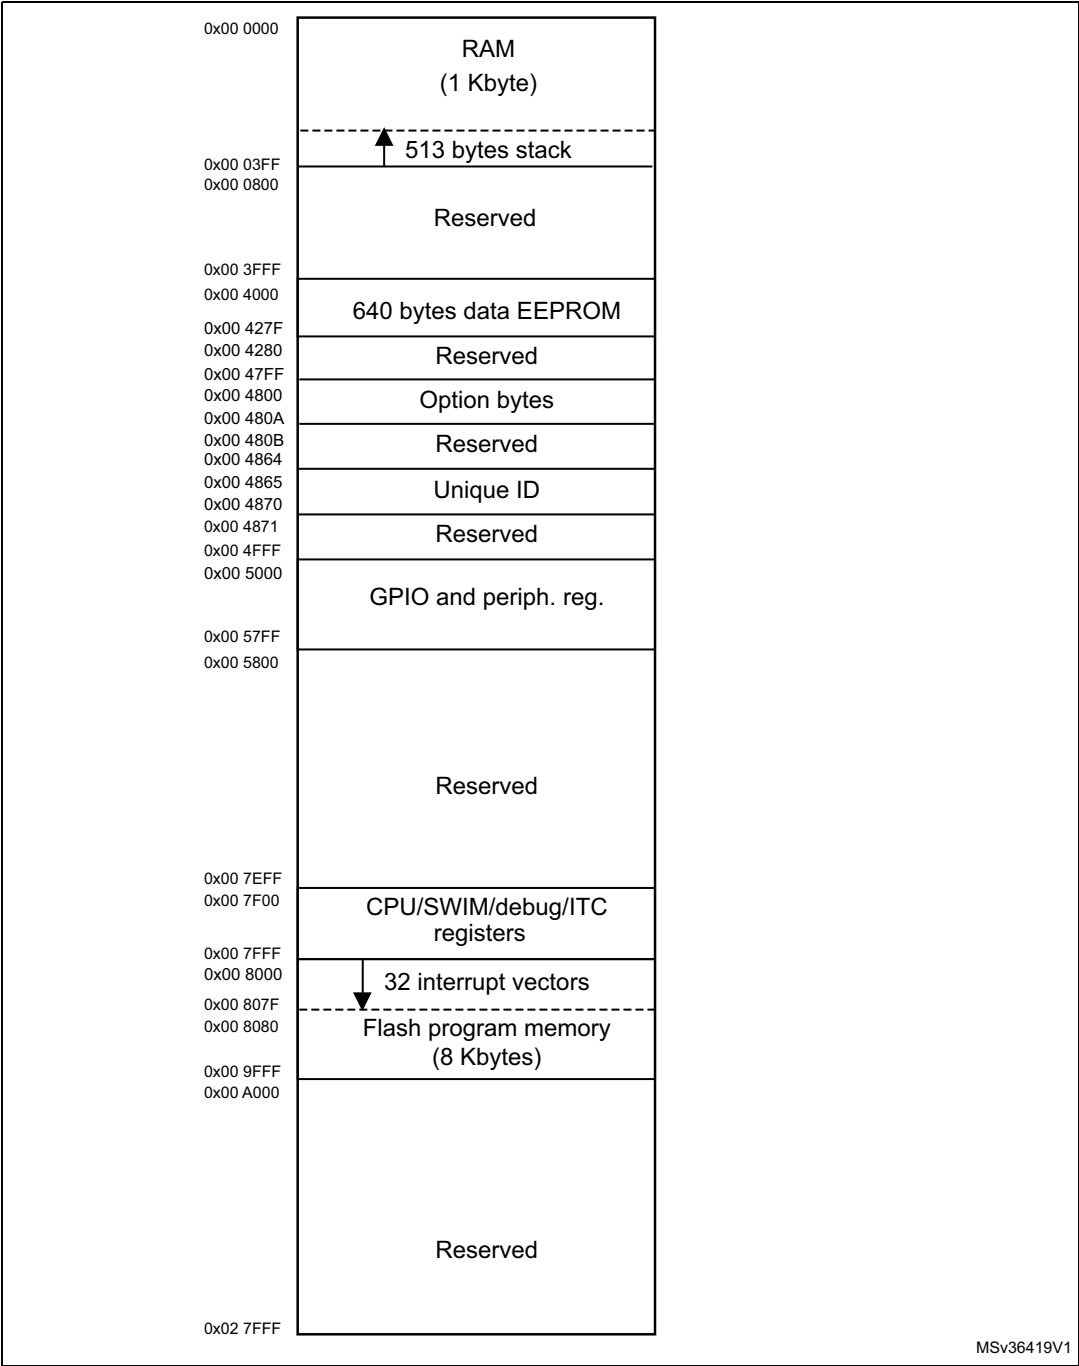 0x00 0000
RAM
(1 Kbyte)
513 bytes stack
0x00 03FF
0x00 0800
Reserved
0x00 3FFF
0x00 4000
640 bytes data EEPROM
0x00 427F
0x00 4280
Reserved
0x00 47FF
0x00 4800
Option bytes
0x00 480A
0x00 480B
Reserved
0x00 4864
0x00 4865
Unique ID
0x00 4870
0x00 4871
Reserved
0x00 4FFF
0x00 5000
GPIO and periph. reg.
0x00 57FF
0x00 5800
Reserved
0x00 7EFF
0x00 7F00
CPU/SWIM/debug/ITC
registers
0x00 7FFF
0x00 8000
32 interrupt vectors
0x00 807F
0x00 8080
Flash program memory
(8 Kbytes)
0x00 9FFF
0x00 A000
Reserved
0x02 7FFF
MSv36419V1